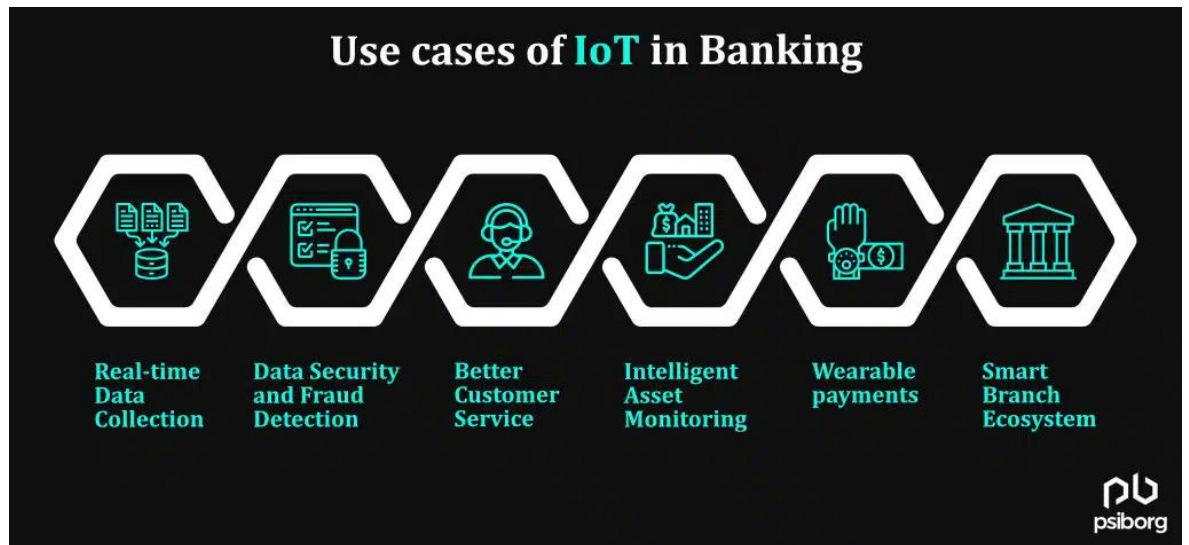 Use cases of IoT in Banking
Real-time
Data
Collection
Data Security
and Fraud
Detection
Better
Customer
Service
Intelligent
Asset
Monitoring
Wearable
payments
Smart
Branch
Ecosystem
psiborg